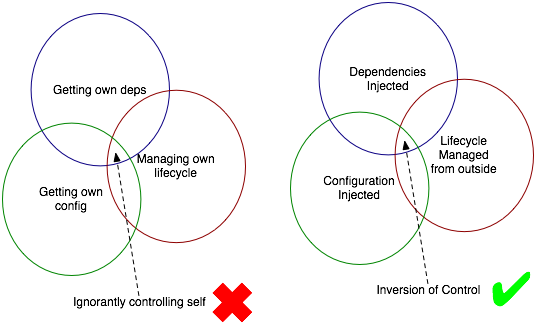 Getting own deps
Managing own
lifecycle
Getting own
config
Ignorantly controlling self
Dependencies
Injected
Lifecycle
Managed
from outside
Configuration
Injected
Inversion of Control